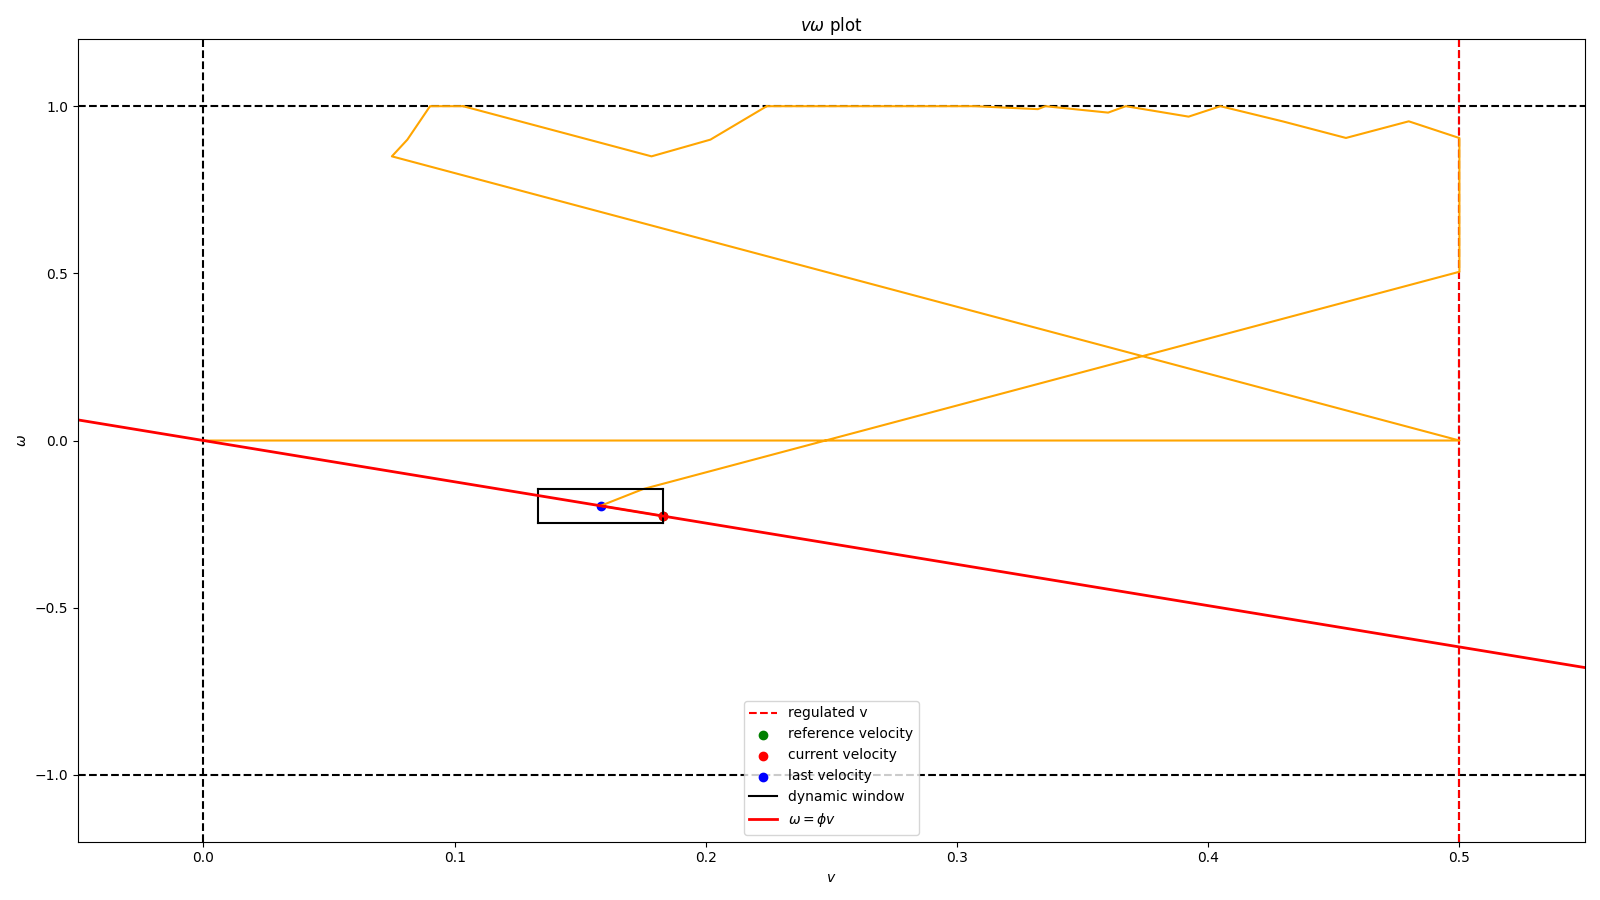 vω plot
1.0
0.5
0.0
−0.5
−1.0
ω
regulated v
reference velocity
current velocity
last velocity
dynamic window
ω = ϕv
0.0 0.1 0.2 0.3 0.4 0.5
v